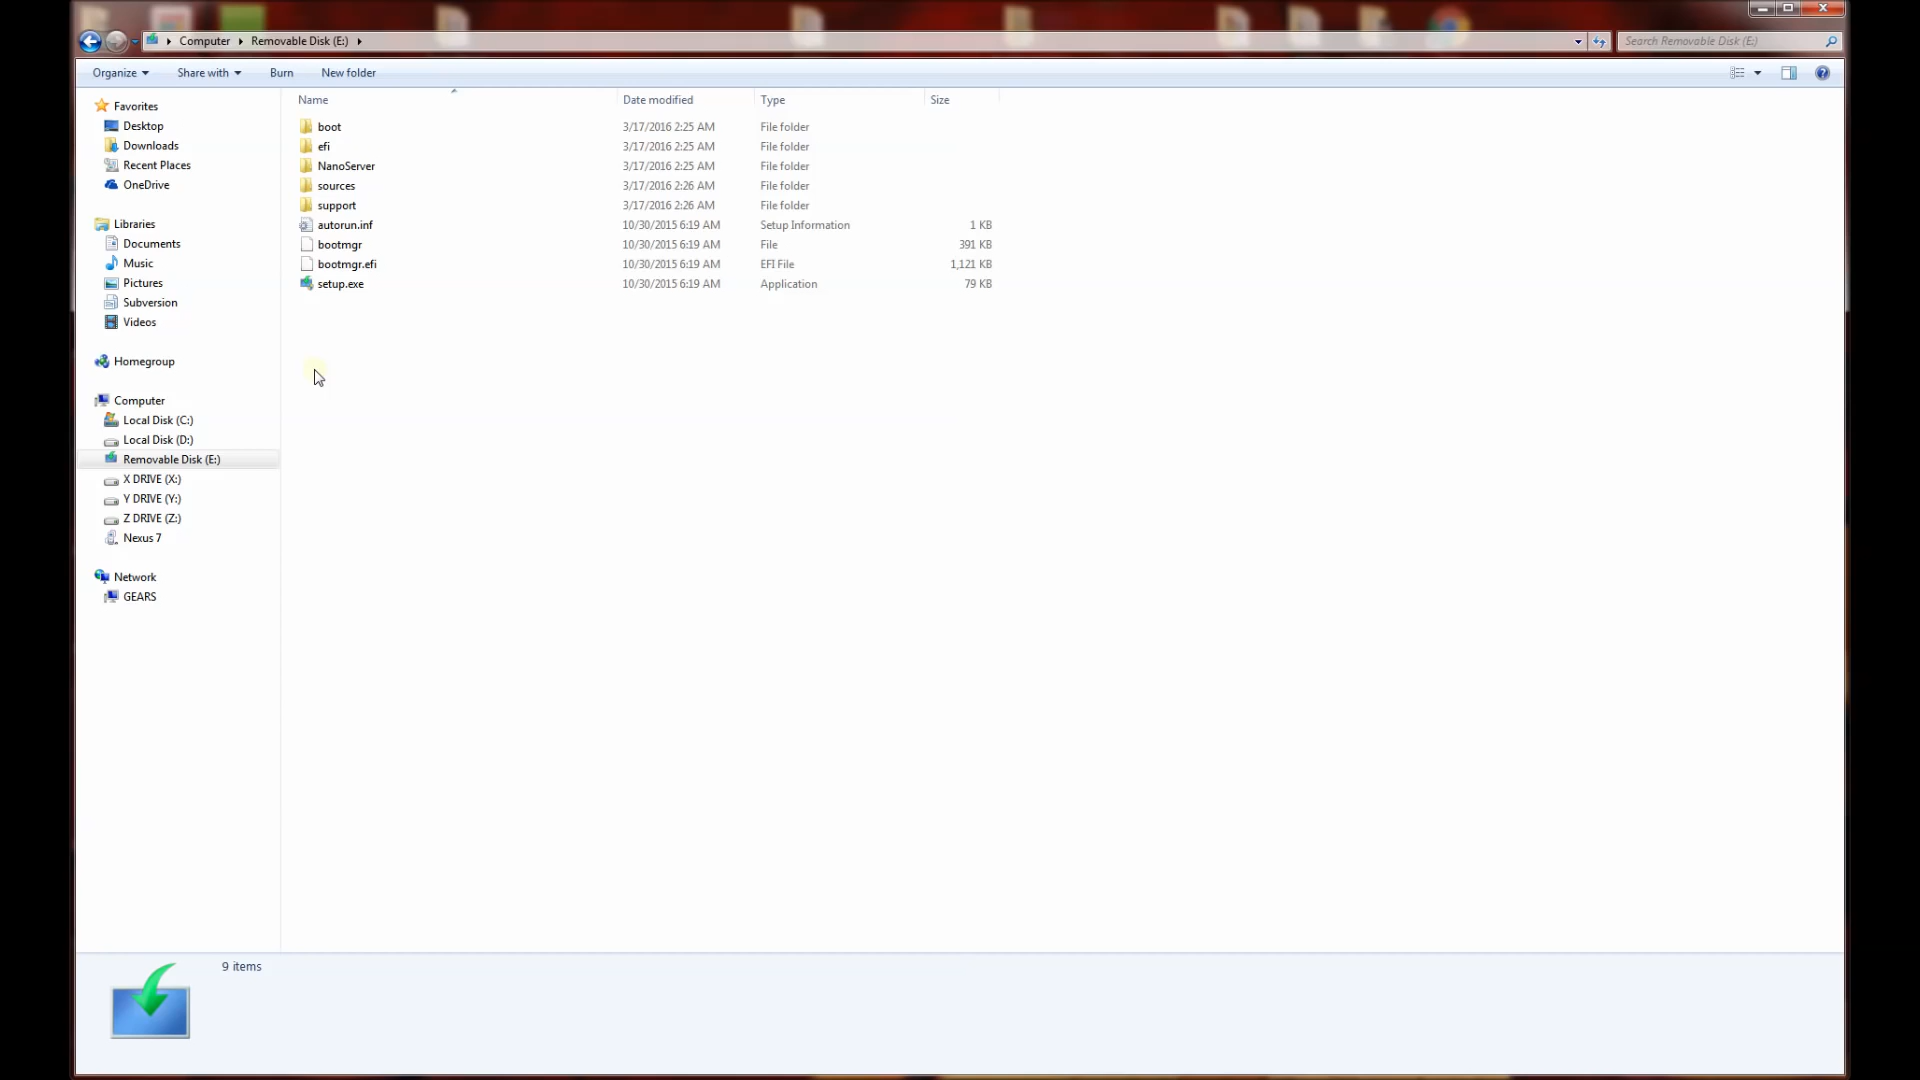 Computer Removable Disk (E:)
Search Removable Disk (E:)
Organize Share with Burn New folder
Name Date modified Type Size
Favorites
Desktop
Downloads
Recent Places
OneDrive
Libraries
Documents
Music
Pictures
Subversion
Videos
Homegroup
Computer
Local Disk (C:)
Local Disk (D:)
Removable Disk (E:)
X DRIVE (X:)
Y DRIVE (Y:)
Z DRIVE (Z:)
Nexus 7
Network
GEARS
boot 3/17/2016 2:25 AM File folder
efi 3/17/2016 2:25 AM File folder
NanoServer 3/17/2016 2:25 AM File folder
sources 3/17/2016 2:26 AM File folder
support 3/17/2016 2:26 AM File folder
autorun.inf 10/30/2015 6:19 AM Setup Information 1 KB
bootmgr 10/30/2015 6:19 AM File 391 KB
bootmgr.efi 10/30/2015 6:19 AM EFI File 1,121 KB
setup.exe 10/30/2015 6:19 AM Application 79 KB
9 items